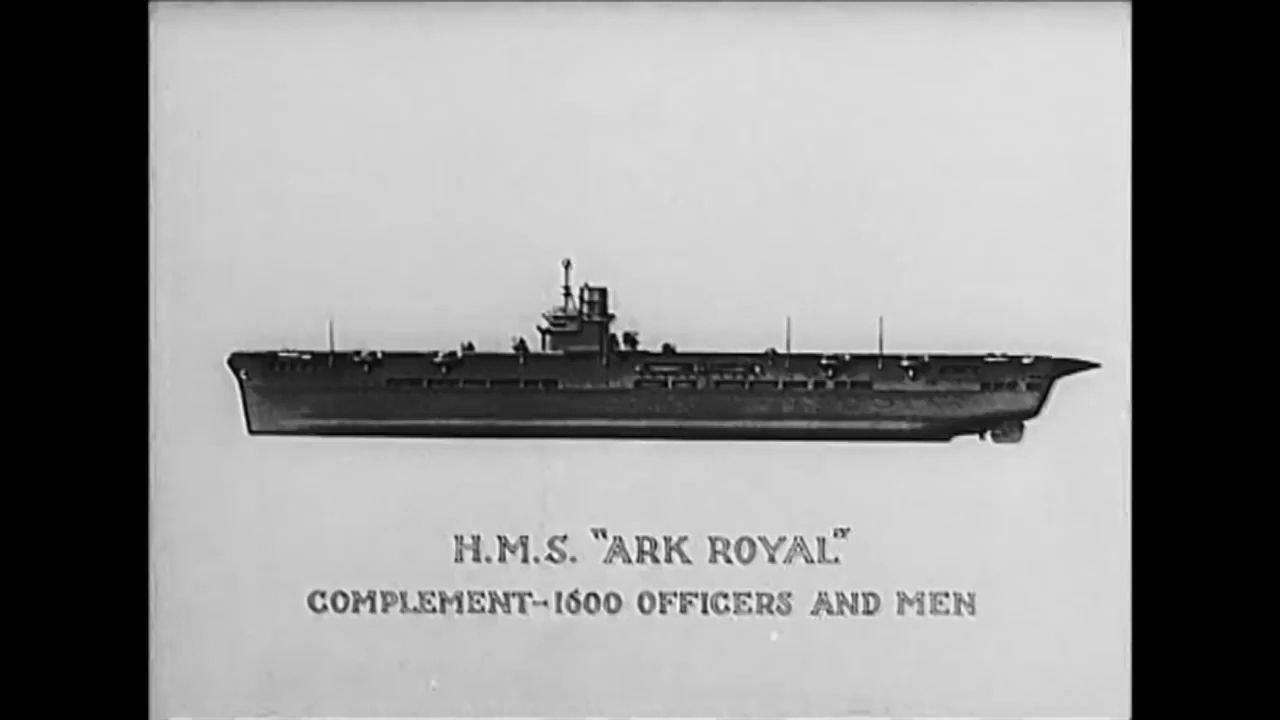 H.M.S. "ARK ROYAL"
COMPLEMENT-1600 OFFICERS AND MEN